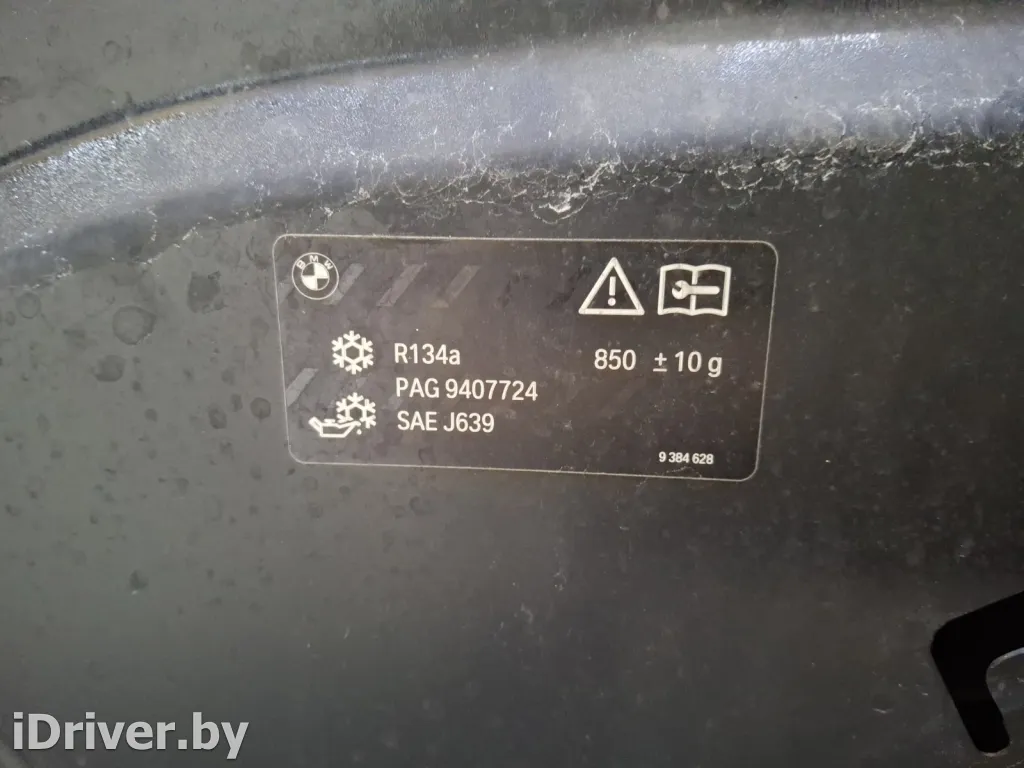 BMW
R134a 850 ± 10 g
PAG 9407724
SAE J639
9 384 628
iDriver.by